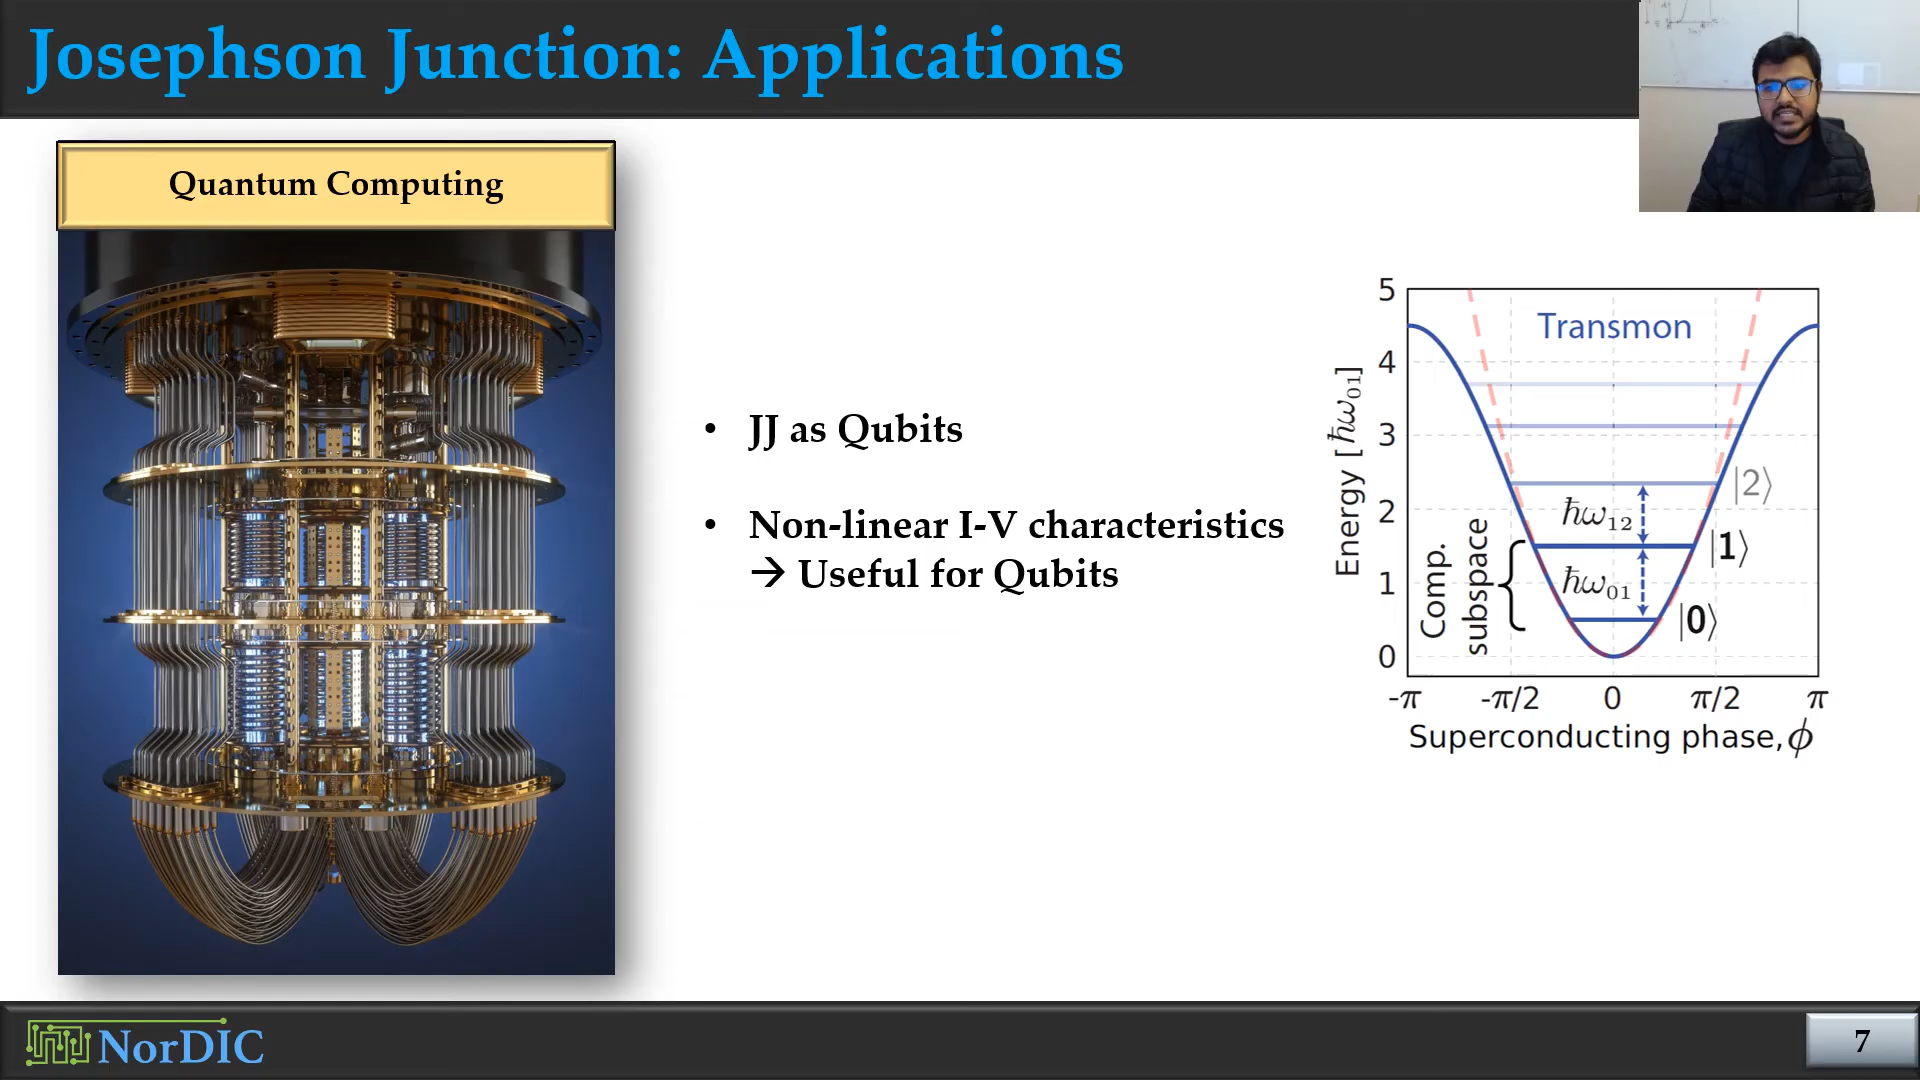 Josephson Junction: Applications
Quantum Computing
• JJ as Qubits
• Non-linear I-V characteristics
→ Useful for Qubits
Transmon
Energy [ħω₀₁]
5
4
3
2
1
0
Comp.
subspace
ħω₁₂
ħω₀₁
|2⟩
|1⟩
|0⟩
-π
-π/2
0
π/2
π
Superconducting phase, ϕ
NorDIC
7